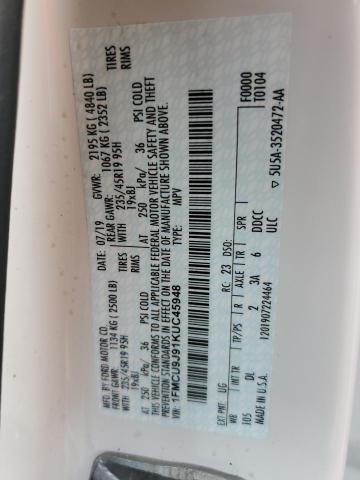 MFD. BY FORD MOTOR CO.
DATE: 07/19 GVWR: 2195 KG ( 4840 LB)
FRONT GAWR: 1134 KG ( 2500 LB) REAR GAWR: 1067 KG ( 2352 LB)
WITH 235/45R19 95H TIRES WITH 235/45R19 95H TIRES
19x8J RIMS 19x8J RIMS
AT 250 kPa/ 36 PSI COLD AT 250 kPa/ 36 PSI COLD
THIS VEHICLE CONFORMS TO ALL APPLICABLE FEDERAL MOTOR VEHICLE SAFETY AND THEFT
PREVENTION STANDARDS IN EFFECT ON THE DATE OF MANUFACTURE SHOWN ABOVE.
VIN: 1FMCU9J91KUC45948 TYPE: MPV
F0000
T0104
EXT PNT: UG RC: 23 DSO:
WB INT TR TP/PS R AXLE TR SPR
105 DL 2 3A 6 DDCC
ULC
MADE IN U.S.A. 1201907224464
5U5A-3520472-AA